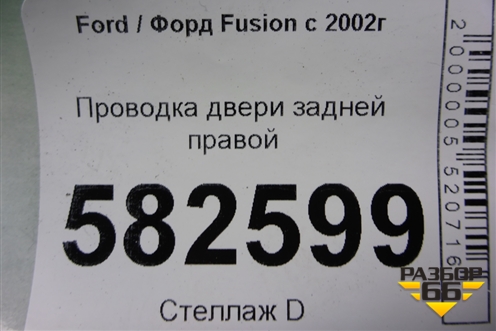 Ford / Форд Fusion с 2002г
Проводка двери задней
правой
582599
Стеллаж D
2000005520716
РАЗБОР
66